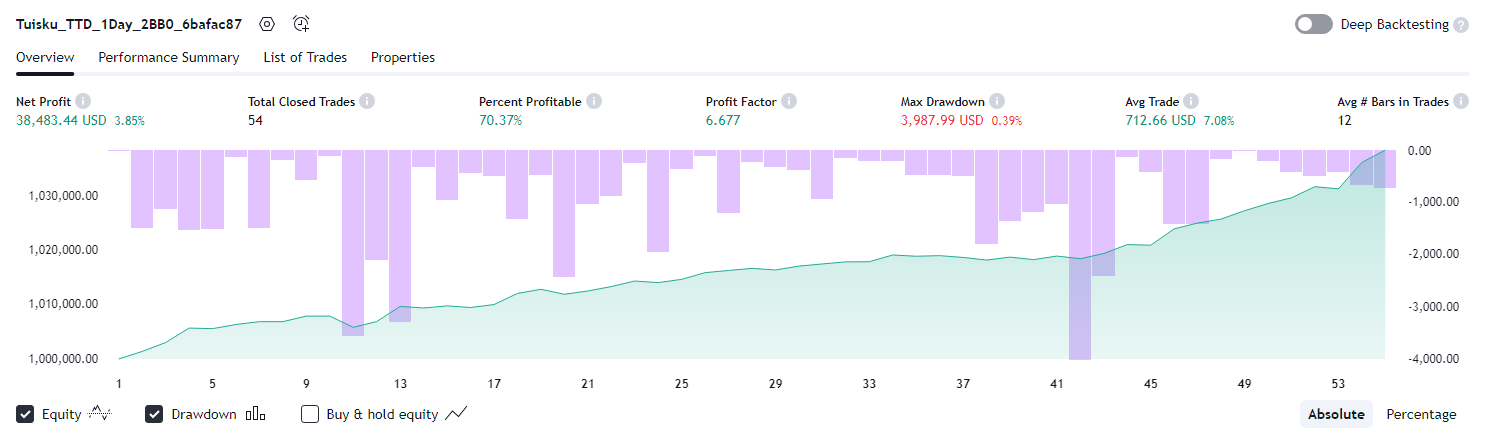 Tuisku_TTD_1Day_2BB0_6bafac87 Deep Backtesting ?
Overview Performance Summary List of Trades Properties
Net Profit i Total Closed Trades i Percent Profitable i Profit Factor i Max Drawdown i Avg Trade i Avg # Bars in Trades i
38,483.44 USD 3.85% 54 70.37% 6.677 3,987.99 USD 0.39% 712.66 USD 7.08% 12
0.00
1,030,000.00 -1,000.00
1,020,000.00 -2,000.00
1,010,000.00 -3,000.00
1,000,000.00 -4,000.00
1 5 9 13 17 21 25 29 33 37 41 45 49 53
Equity Drawdown Buy & hold equity Absolute Percentage